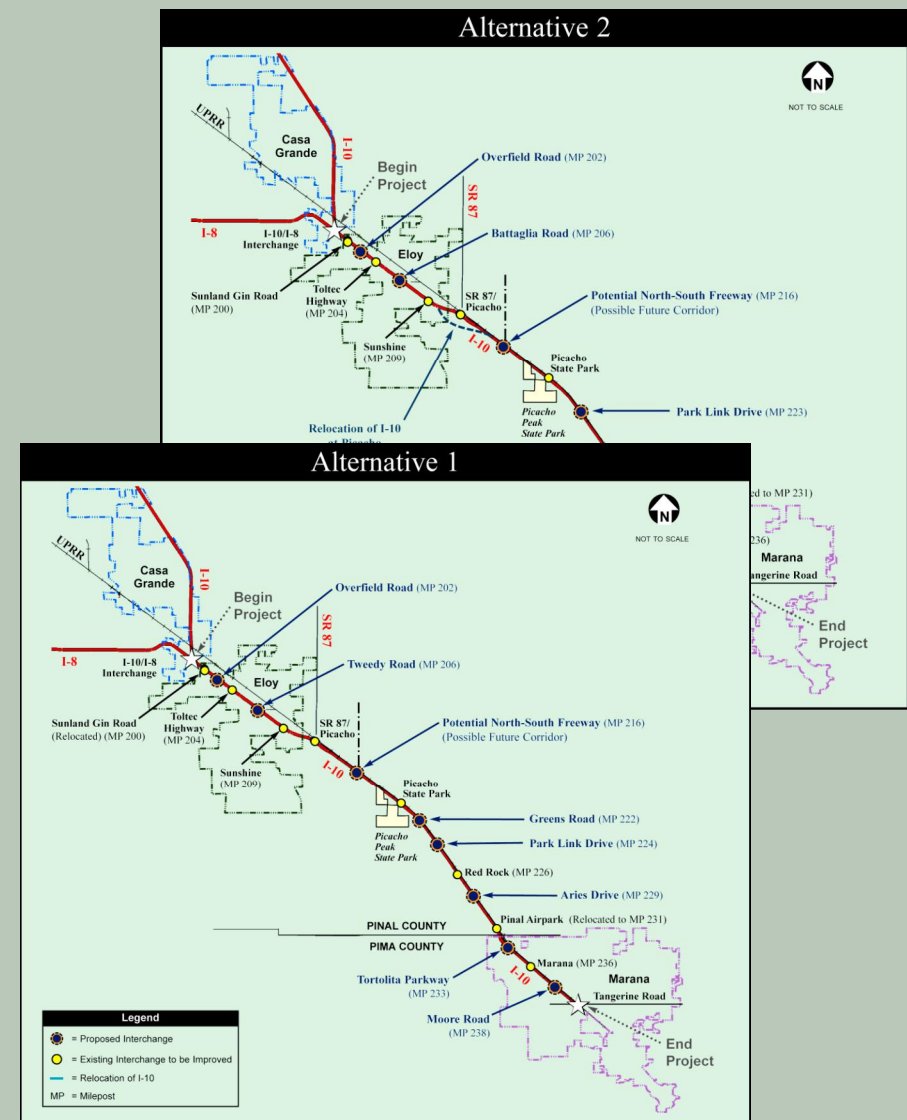 Alternative 2
N
NOT TO SCALE
UPRR
Casa
Grande
I-10
Begin
Project
Overfield Road (MP 202)
SR 87
I-8
I-10/I-8
Interchange
Eloy
Battaglia Road (MP 206)
Sunland Gin Road
(MP 200)
Toltec
Highway
(MP 204)
SR 87/
Picacho
Potential North-South Freeway (MP 216)
(Possible Future Corridor)
Sunshine
(MP 209)
I-10
Picacho
State Park
Relocation of I-10
at Picacho
Picacho
Peak
State Park
Park Link Drive (MP 223)
ed to MP 231)
236)
Marana
Tangerine Road
End
Project
Alternative 1
N
NOT TO SCALE
UPRR
Casa
Grande
I-10
Begin
Project
Overfield Road (MP 202)
SR 87
I-8
I-10/I-8
Interchange
Eloy
Tweedy Road (MP 206)
Sunland Gin Road
(Relocated) (MP 200)
Toltec
Highway
(MP 204)
SR 87/
Picacho
Potential North-South Freeway (MP 216)
(Possible Future Corridor)
Sunshine
(MP 209)
I-10
Picacho
State Park
Picacho
Peak
State Park
Greens Road (MP 222)
Park Link Drive (MP 224)
Red Rock (MP 226)
Aries Drive (MP 229)
PINAL COUNTY
Pinal Airpark (Relocated to MP 231)
PIMA COUNTY
Tortolita Parkway
(MP 233)
I-10
Marana (MP 236)
Marana
Tangerine Road
Moore Road
(MP 238)
End
Project
Legend
= Proposed Interchange
= Existing Interchange to be Improved
= Relocation of I-10
MP = Milepost